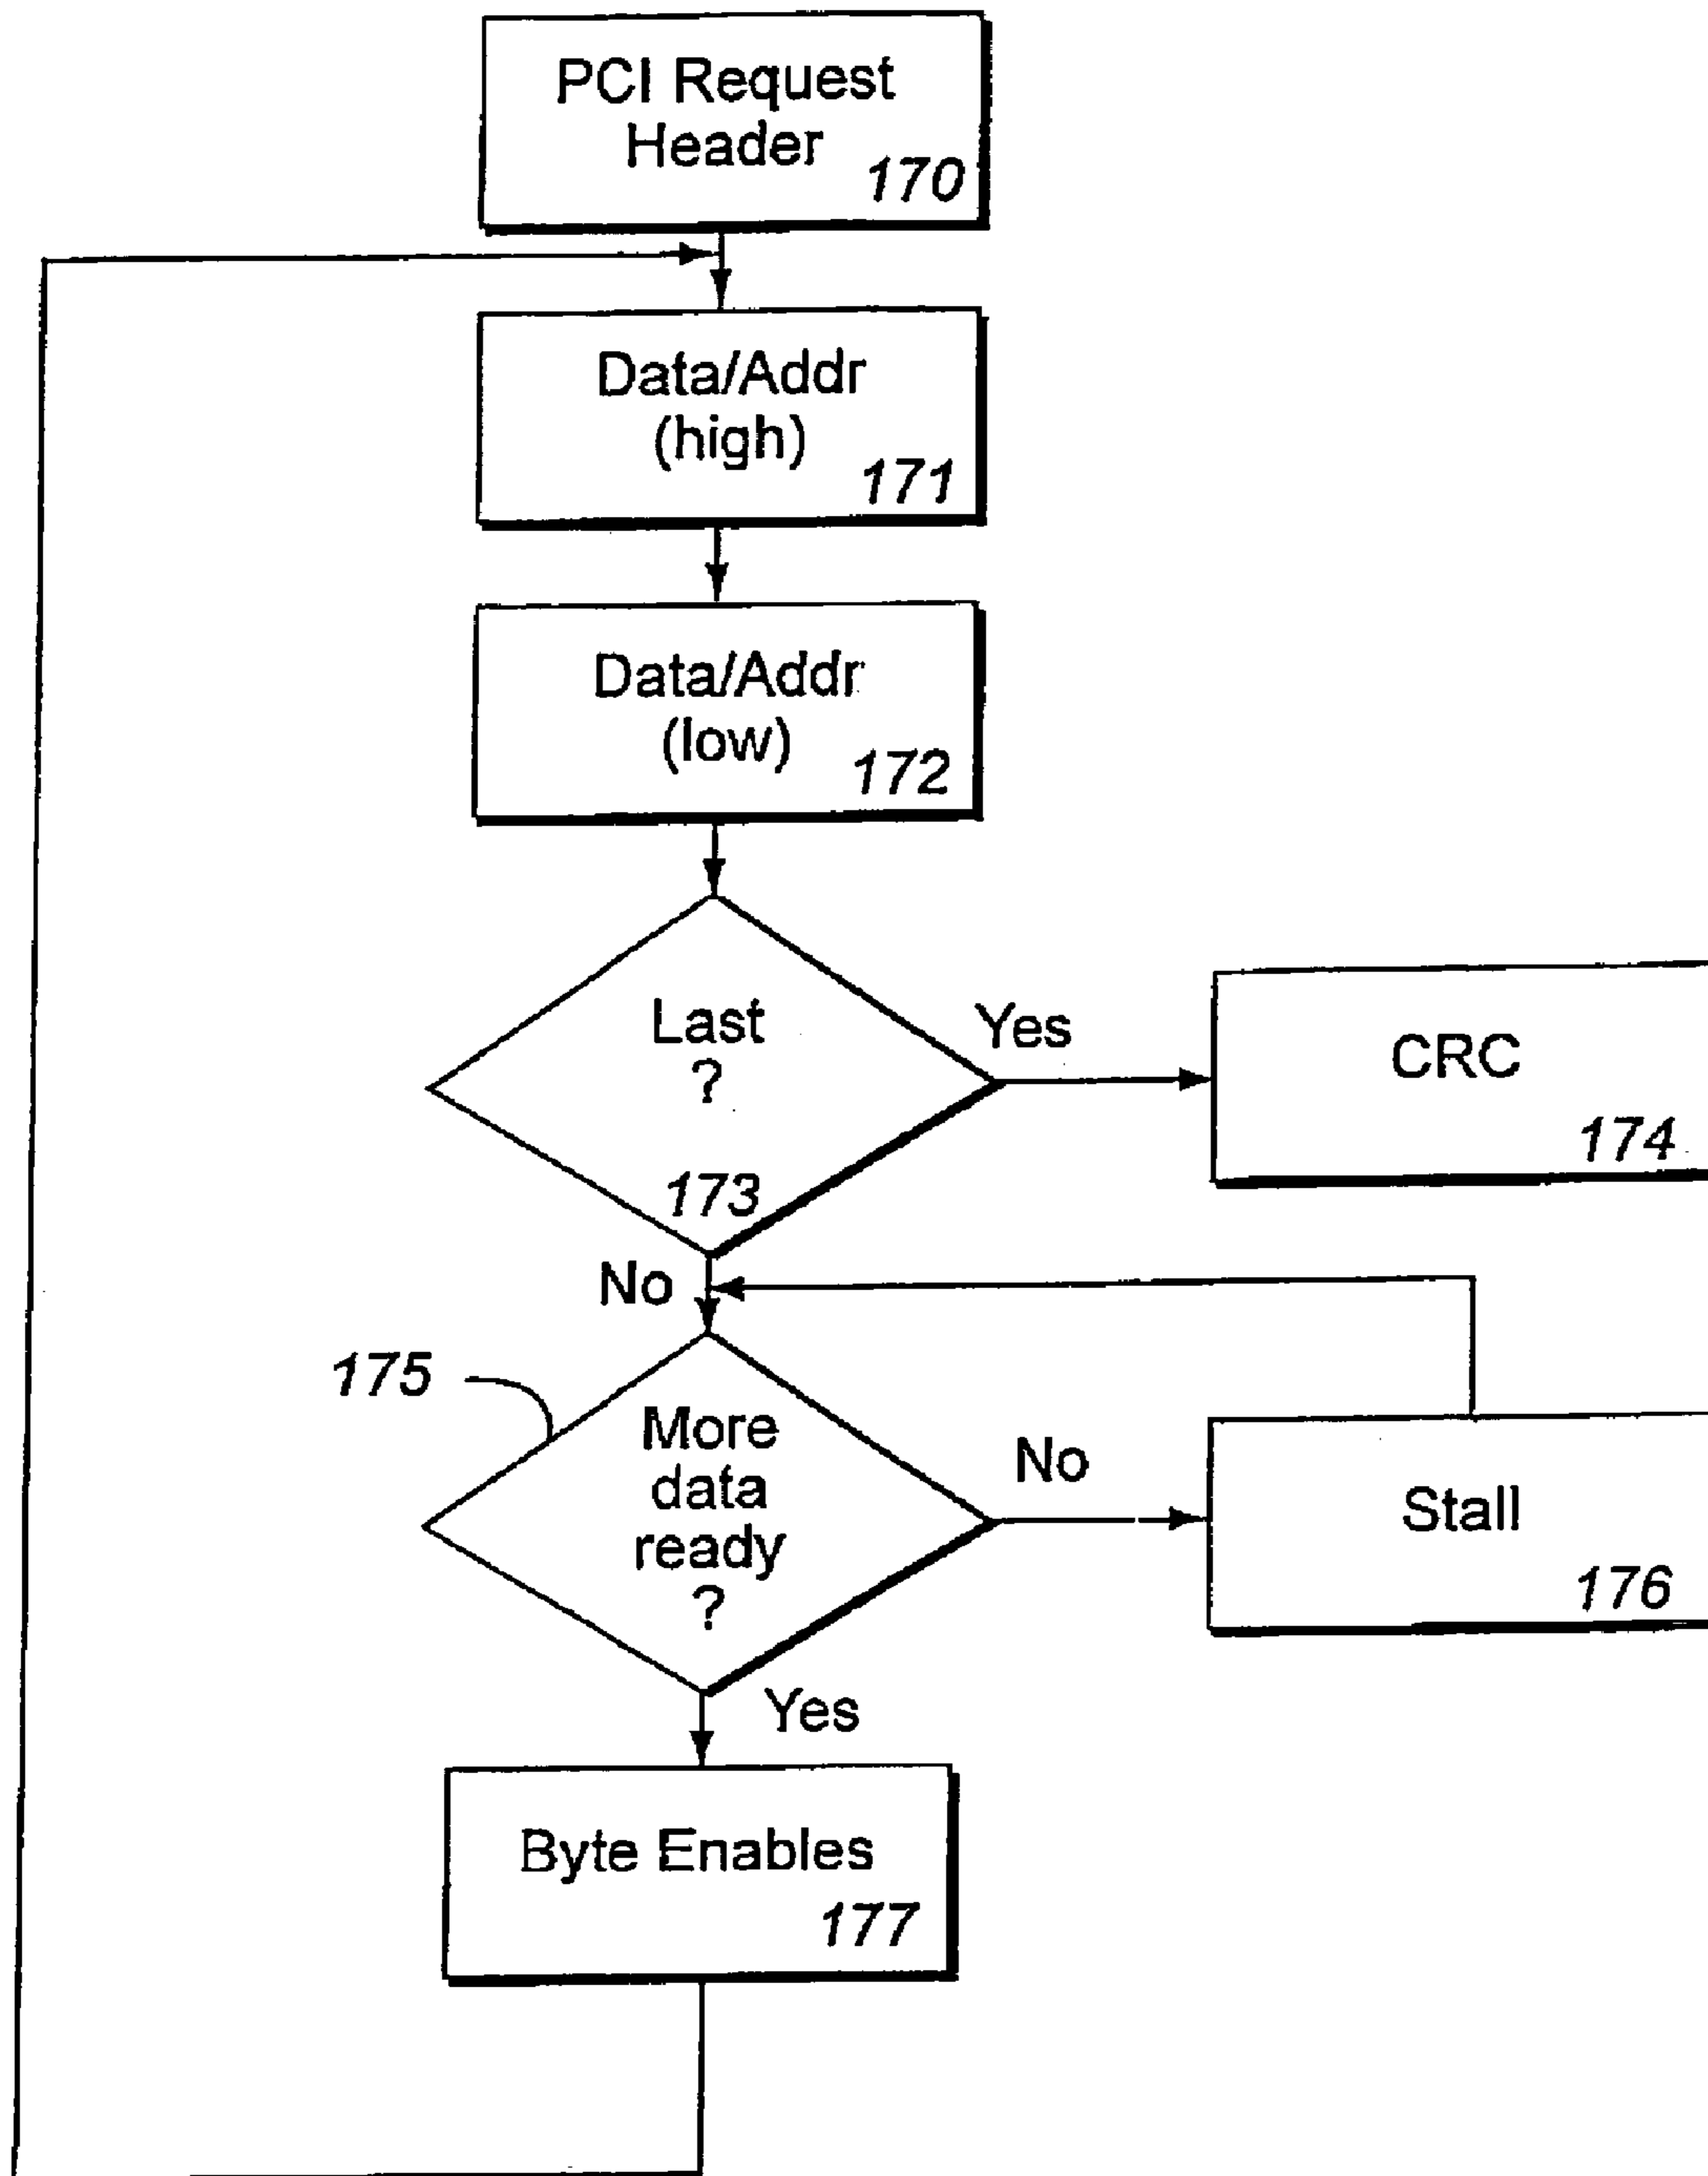 PCI Request
Header
170
Data/Addr
(high)
171
Data/Addr
(low)
172
Last
?
173
Yes
CRC
174
No
175
More
data
ready
?
No
Stall
176
Yes
Byte Enables
177